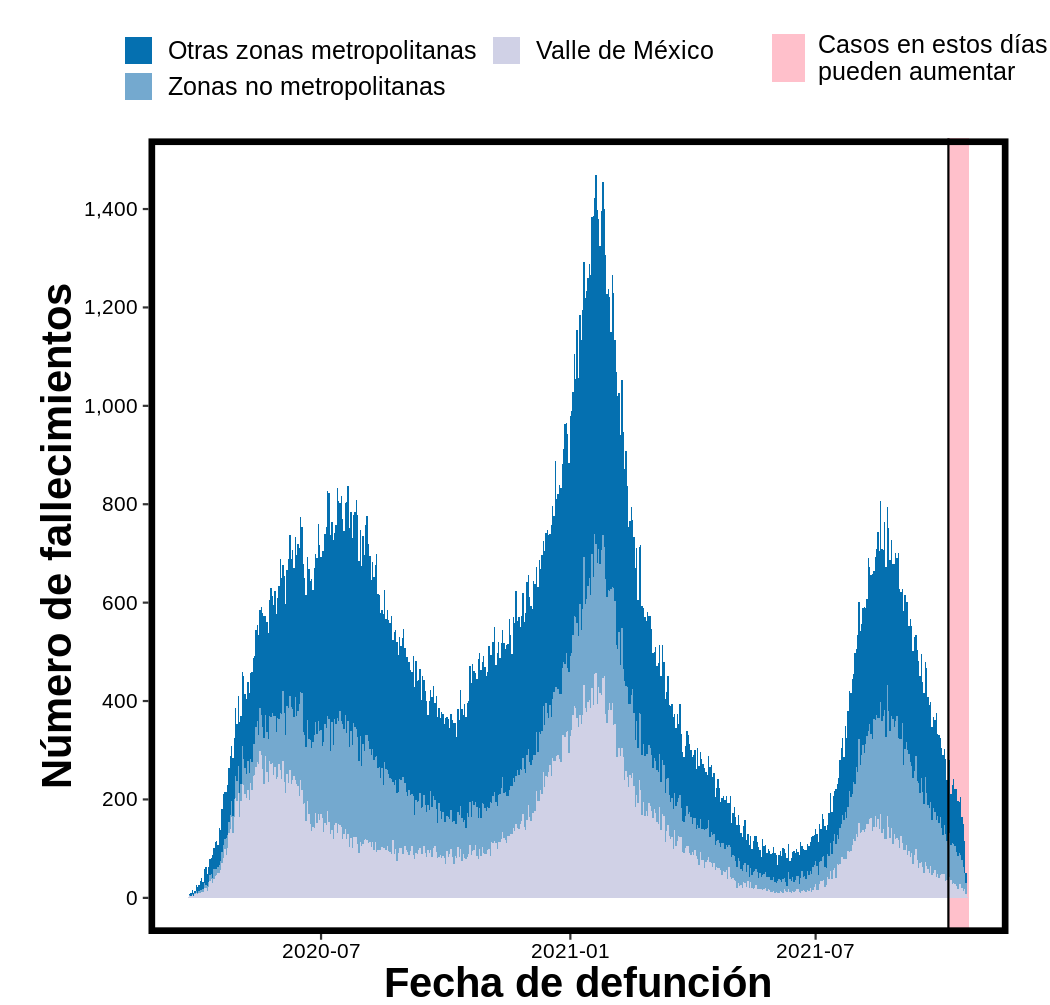 Otras zonas metropolitanas
Valle de México
Zonas no metropolitanas
Casos en estos días
pueden aumentar
Número de fallecimientos
1,400
1,200
1,000
800
600
400
200
0
2020-07
2021-01
2021-07
Fecha de defunción